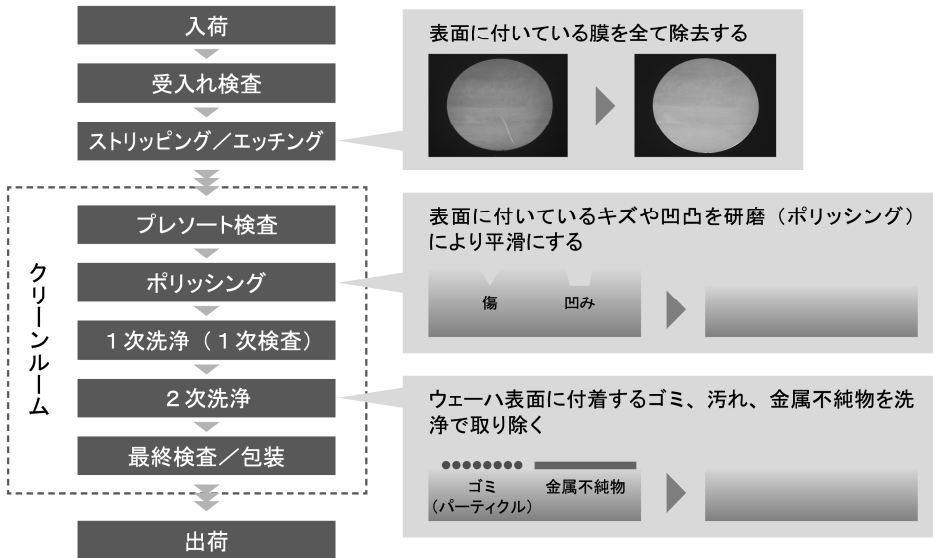 入荷
受入れ検査
ストリッピング／エッチング
表面に付いている膜を全て除去する
クリーンルーム
プレソート検査
ポリッシング
1次洗浄（1次検査）
2次洗浄
最終検査／包装
表面に付いているキズや凹凸を研磨（ポリッシング）
により平滑にする
傷
凹み
ウェーハ表面に付着するゴミ、汚れ、金属不純物を洗
浄で取り除く
ゴミ
（パーティクル）
金属不純物
出荷